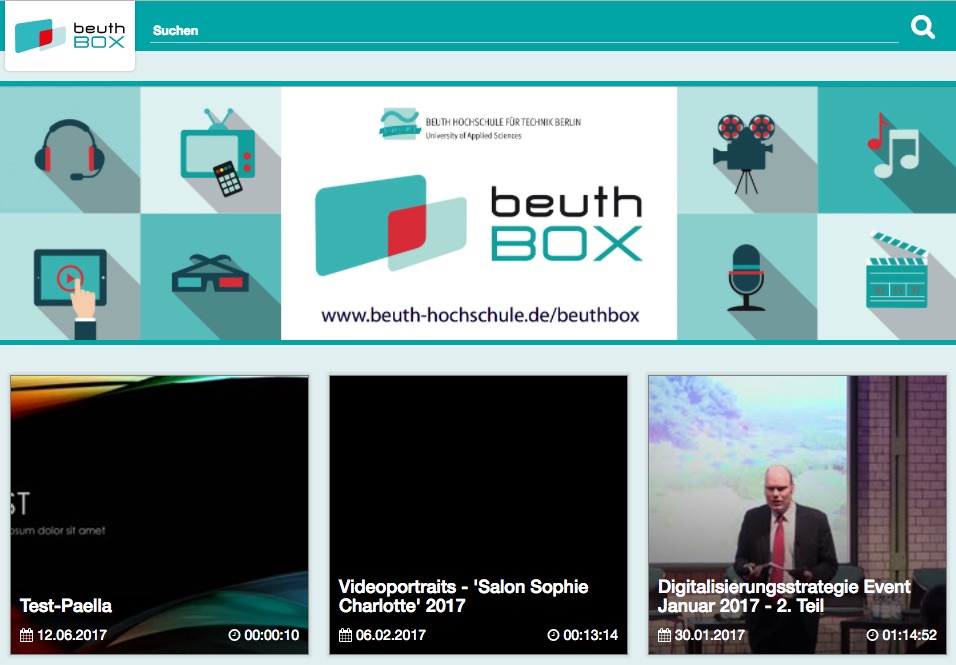 beuth
BOX
Suchen
BEUTH HOCHSCHULE FÜR TECHNIK BERLIN
University of Applied Sciences
beuth
BOX
www.beuth-hochschule.de/beuthbox
ST
psum dolor sit amet
Test-Paella
12.06.2017
00:00:10
Videoportraits - 'Salon Sophie
Charlotte' 2017
06.02.2017
00:13:14
Digitalisierungsstrategie Event
Januar 2017 - 2. Teil
30.01.2017
01:14:52